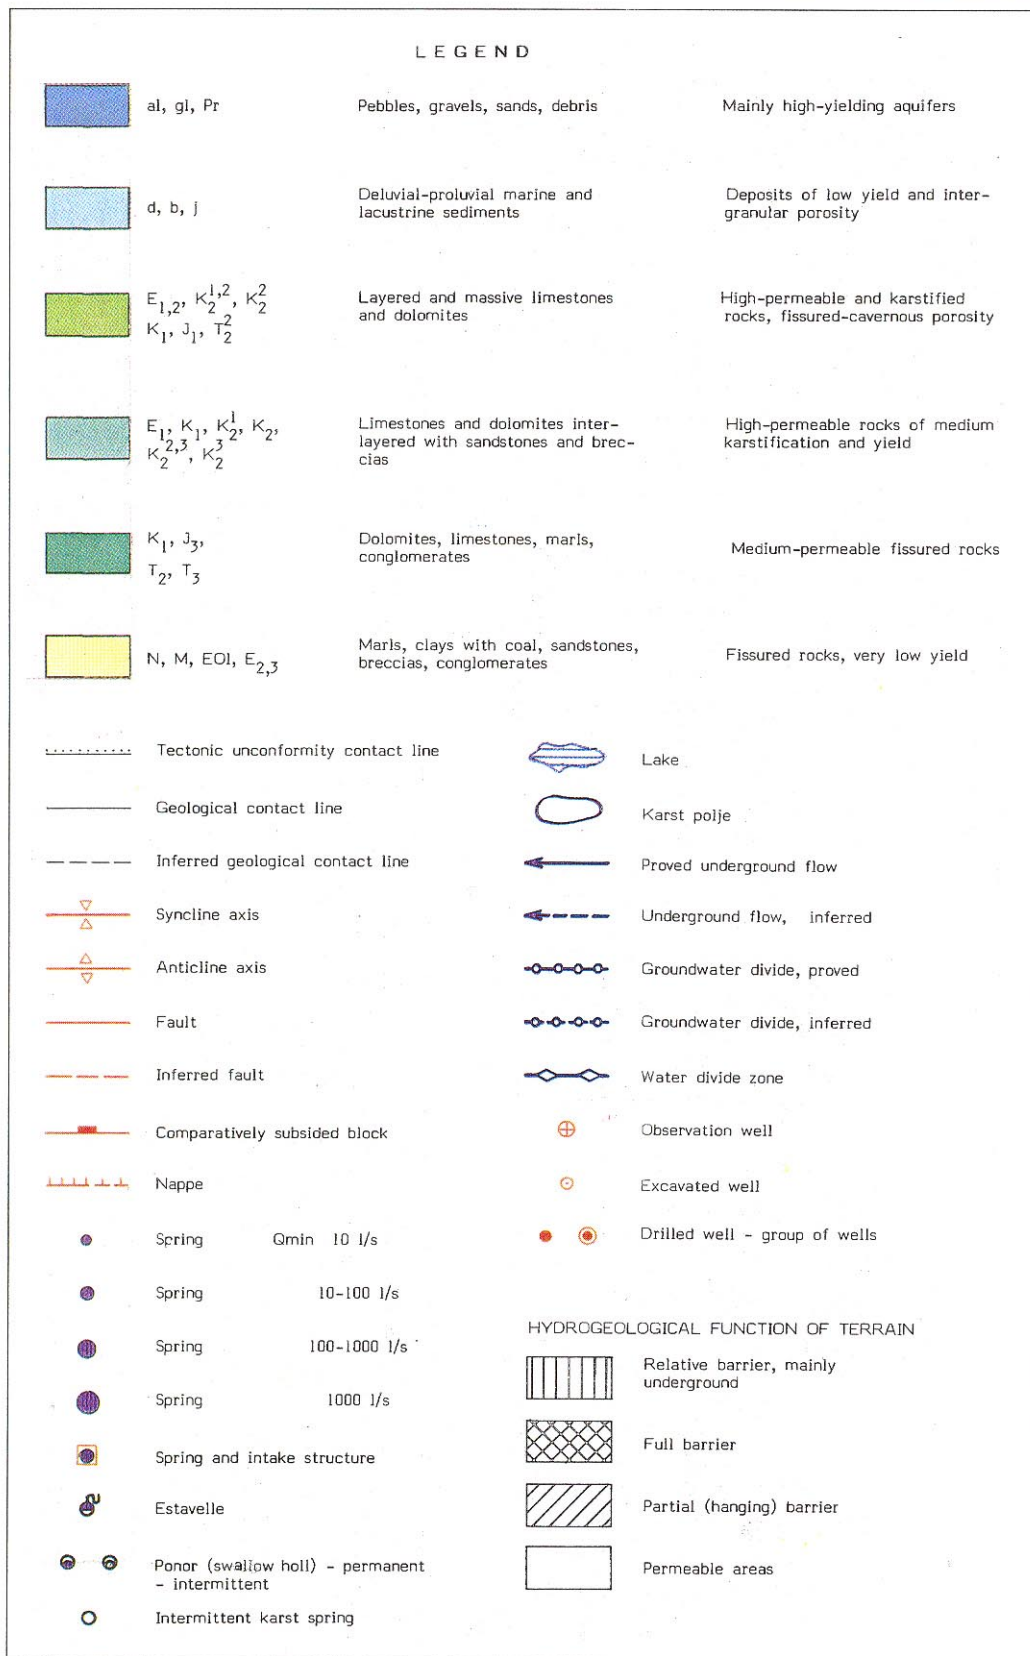 LEGEND
al, gl, Pr
Pebbles, gravels, sands, debris
Mainly high-yielding aquifers
d, b, j
Deluvial-proluvial marine and
lacustrine sediments
Deposits of low yield and inter-
granular porosity
E₁,₂, K₂¹,², K₂²
K₁, J₁, T₂²
Layered and massive limestones
and dolomites
High-permeable and karstified
rocks, fissured-cavernous porosity
E₁, K₁, K₂¹, K₂,
K₂²,³, K₂³
Limestones and dolomites inter-
layered with sandstones and brec-
cias
High-permeable rocks of medium
karstification and yield
K₁, J₃,
T₂, T₃
Dolomites, limestones, marls,
conglomerates
Medium-permeable fissured rocks
N, M, EOl, E₂,₃
Marls, clays with coal, sandstones,
breccias, conglomerates
Fissured rocks, very low yield
Tectonic unconformity contact line
Geological contact line
Inferred geological contact line
Syncline axis
Anticline axis
Fault
Inferred fault
Comparatively subsided block
Nappe
Spring Qmin 10 l/s
Spring 10-100 l/s
Spring 100-1000 l/s
Spring 1000 l/s
Spring and intake structure
Estavelle
Ponor (swallow holl) - permanent
- intermittent
Intermittent karst spring
Lake
Karst polje
Proved underground flow
Underground flow, inferred
Groundwater divide, proved
Groundwater divide, inferred
Water divide zone
Observation well
Excavated well
Drilled well - group of wells
HYDROGEOLOGICAL FUNCTION OF TERRAIN
Relative barrier, mainly
underground
Full barrier
Partial (hanging) barrier
Permeable areas